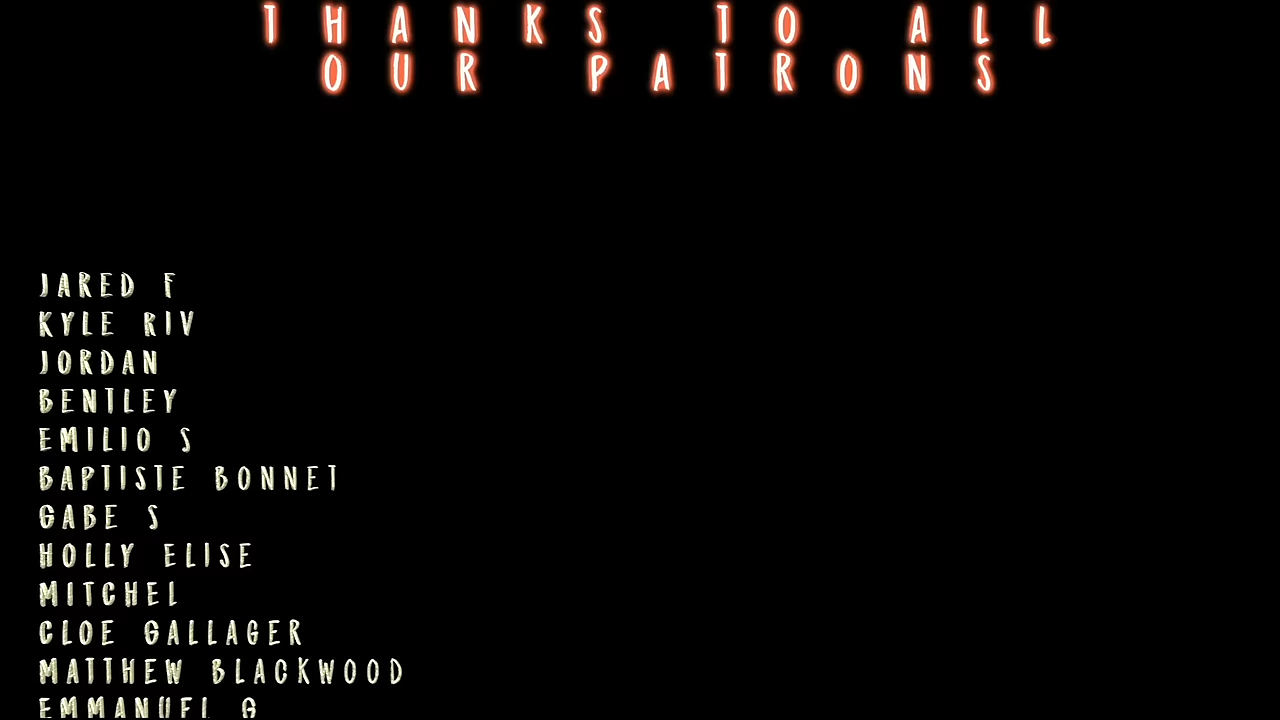 THANKS TO ALL
OUR PATRONS
JARED F
KYLE RIV
JORDAN
BENTLEY
EMILIO S
BAPTISTE BONNET
GABE S
HOLLY ELISE
MITCHEL
CLOE GALLAGER
MATTHEW BLACKWOOD
EMMANUEL G